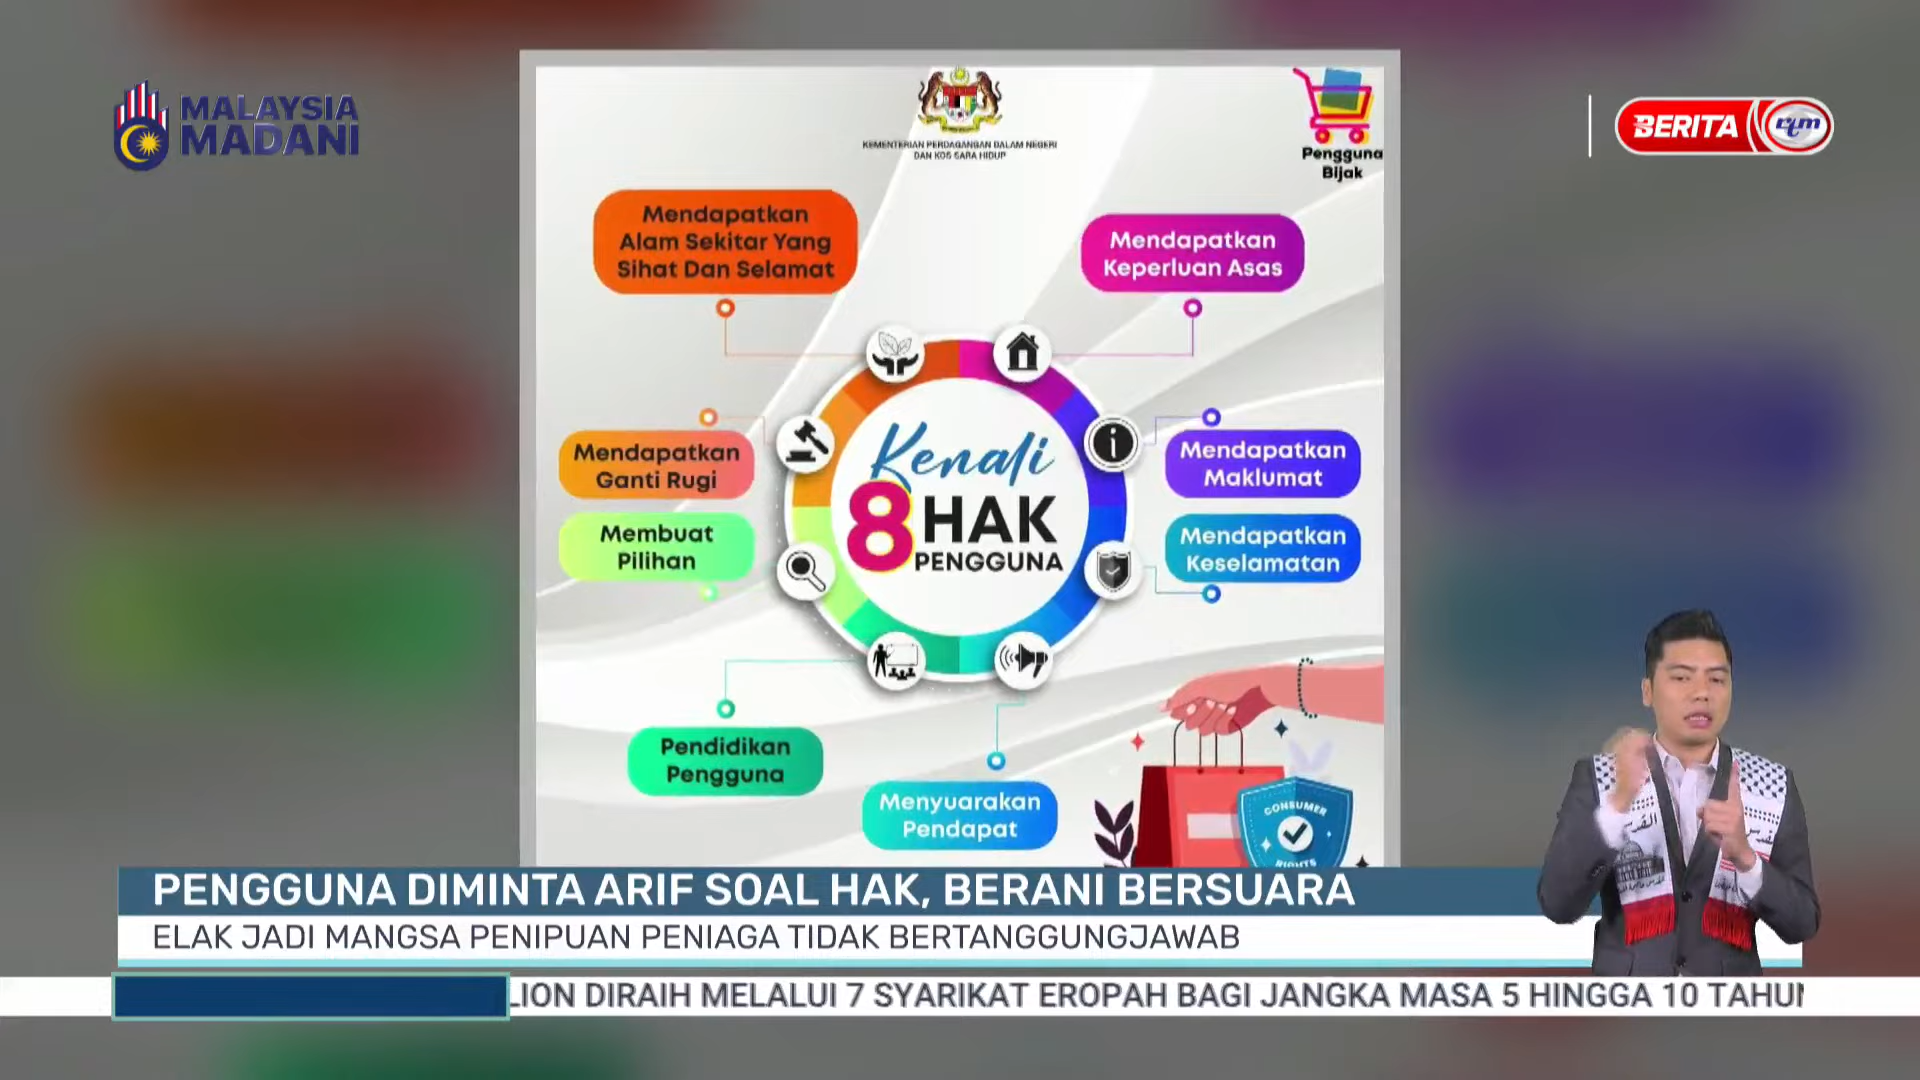 MALAYSIA
MADANI
BERITA rtm
KEMENTERIAN PERDAGANGAN DALAM NEGERI
DAN KOS SARA HIDUP
Pengguna
Bijak
Mendapatkan
Alam Sekitar Yang
Sihat Dan Selamat
Mendapatkan
Keperluan Asas
Mendapatkan
Ganti Rugi
Mendapatkan
Maklumat
Kenali
8 HAK
PENGGUNA
Membuat
Pilihan
Mendapatkan
Keselamatan
Pendidikan
Pengguna
Menyuarakan
Pendapat
CONSUMER
RIGHTS
PENGGUNA DIMINTA ARIF SOAL HAK, BERANI BERSUARA
ELAK JADI MANGSA PENIPUAN PENIAGA TIDAK BERTANGGUNGJAWAB
LION DIRAIH MELALUI 7 SYARIKAT EROPAH BAGI JANGKA MASA 5 HINGGA 10 TAHUN